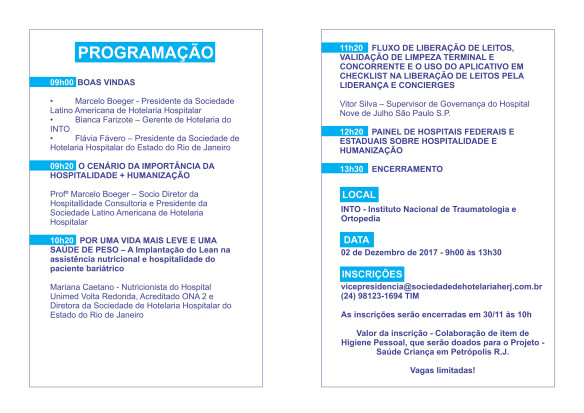 PROGRAMAÇÃO
09h00 BOAS VINDAS
• Marcelo Boeger - Presidente da Sociedade
Latino Americana de Hotelaria Hospitalar
• Bianca Farizote – Gerente de Hotelaria do
INTO
• Flávia Fávero – Presidente da Sociedade de
Hotelaria Hospitalar do Estado do Rio de Janeiro
09h20 O CENÁRIO DA IMPORTÂNCIA DA
HOSPITALIDADE + HUMANIZAÇÃO
Profº Marcelo Boeger – Socio Diretor da
Hospitallidade Consultoria e Presidente da
Sociedade Latino Americana de Hotelaria
Hospitalar
10h20 POR UMA VIDA MAIS LEVE E UMA
SAÚDE DE PESO – A Implantação do Lean na
assistência nutricional e hospitalidade do
paciente bariátrico
Mariana Caetano - Nutricionista do Hospital
Unimed Volta Redonda, Acreditado ONA 2 e
Diretora da Sociedade de Hotelaria Hospitalar do
Estado do Rio de Janeiro
11h20 FLUXO DE LIBERAÇÃO DE LEITOS,
VALIDAÇÃO DE LIMPEZA TERMINAL E
CONCORRENTE E O USO DO APLICATIVO EM
CHECKLIST NA LIBERAÇÃO DE LEITOS PELA
LIDERANÇA E CONCIERGES
Vitor Silva – Supervisor de Governança do Hospital
Nove de Julho São Paulo S.P.
12h20 PAINEL DE HOSPITAIS FEDERAIS E
ESTADUAIS SOBRE HOSPITALIDADE E
HUMANIZAÇÃO
13h30 ENCERRAMENTO
LOCAL
INTO - Instituto Nacional de Traumatologia e
Ortopedia
DATA
02 de Dezembro de 2017 - 9h00 às 13h30
INSCRIÇÕES
vicepresidencia@sociedadedehotelariaherj.com.br
(24) 98123-1694 TIM
As inscrições serão encerradas em 30/11 às 10h
Valor da inscrição - Colaboração de item de
Higiene Pessoal, que serão doados para o Projeto -
Saúde Criança em Petrópolis R.J.
Vagas limitadas!